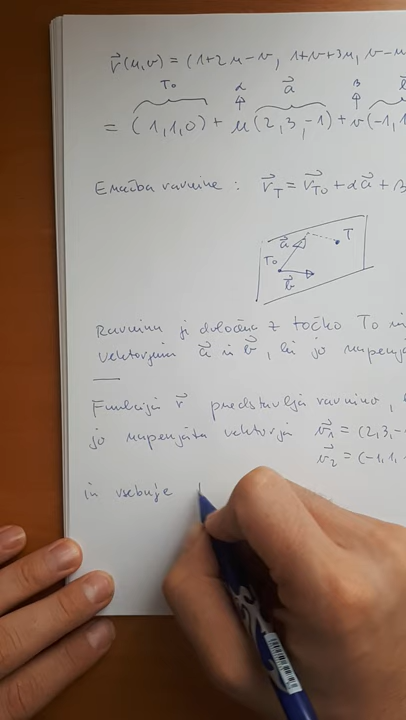 r⃗(u,v) = (1+2u-v, 1+v+3u, v-u
T₀ α a⃗ β
= (1,1,0) + u(2,3,-1) + v(-1,1
Enačba ravnine: r⃗_T = r⃗_T₀ + αa⃗ + β
a⃗ T
T₀
b⃗
Ravnina je določena z točko T₀ in
vektorjema a⃗ in b⃗, ki jo napenja
Funkcija r⃗ predstavlja ravnino,
jo napenjata vektorja v⃗₁ = (2,3,-
v⃗₂ = (-1,1,
in vsebuje